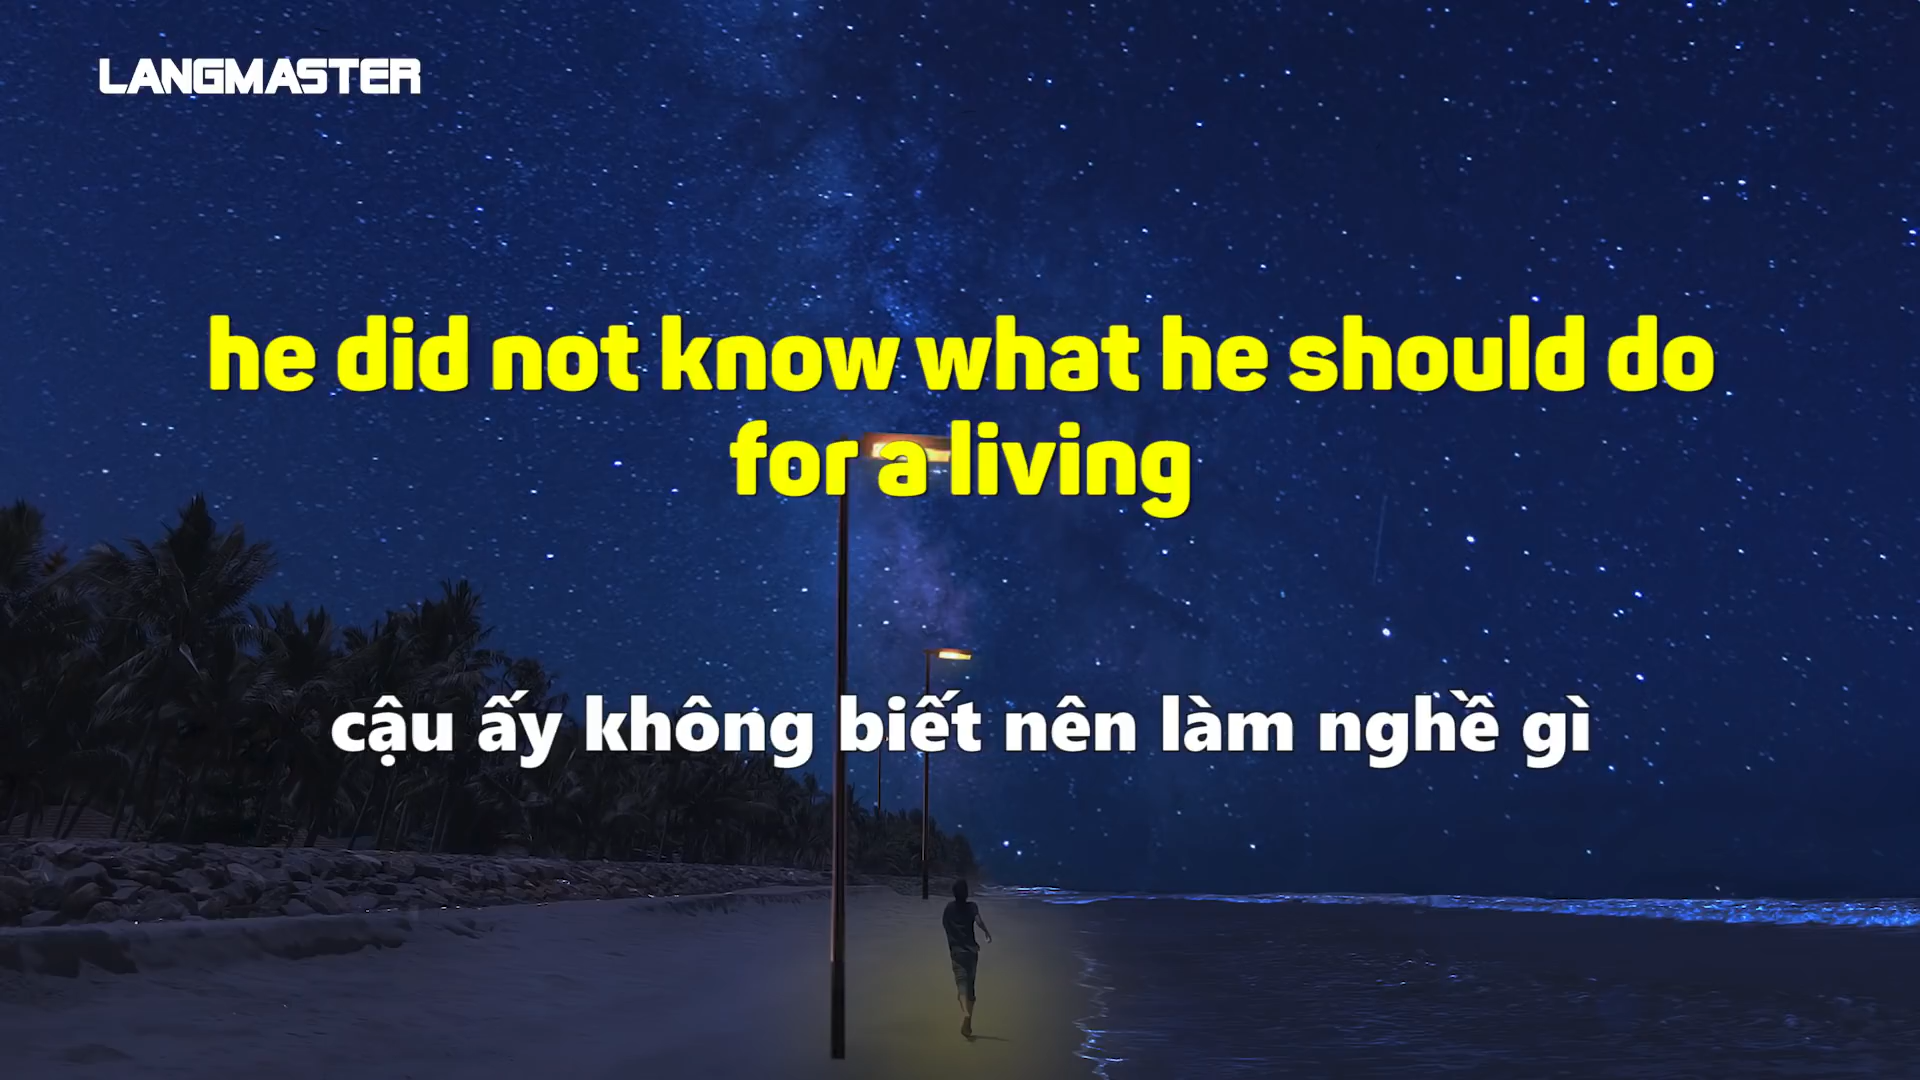 LANGMASTER
he did not know what he should do
for a living
cậu ấy không biết nên làm nghề gì